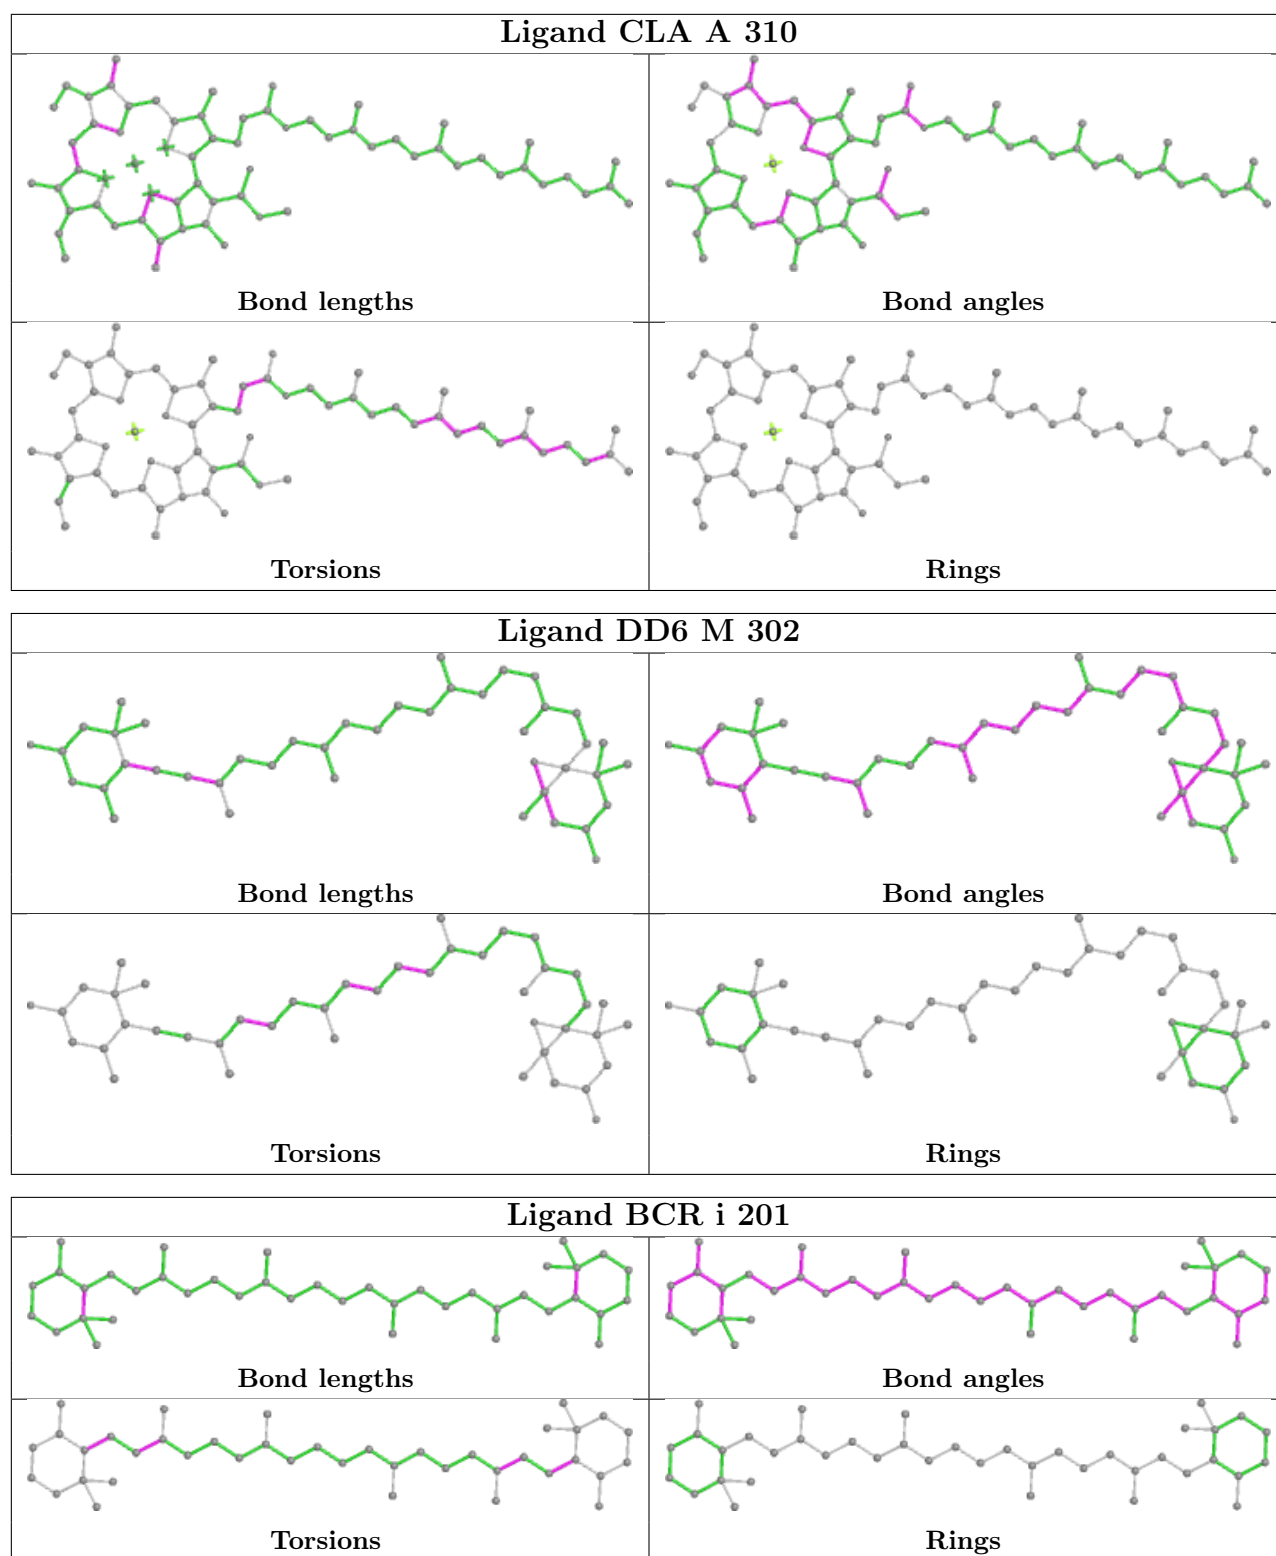 Ligand CLA A 310
Bond lengths
Bond angles
Torsions
Rings
Ligand DD6 M 302
Bond lengths
Bond angles
Torsions
Rings
Ligand BCR i 201
Bond lengths
Bond angles
Torsions
Rings